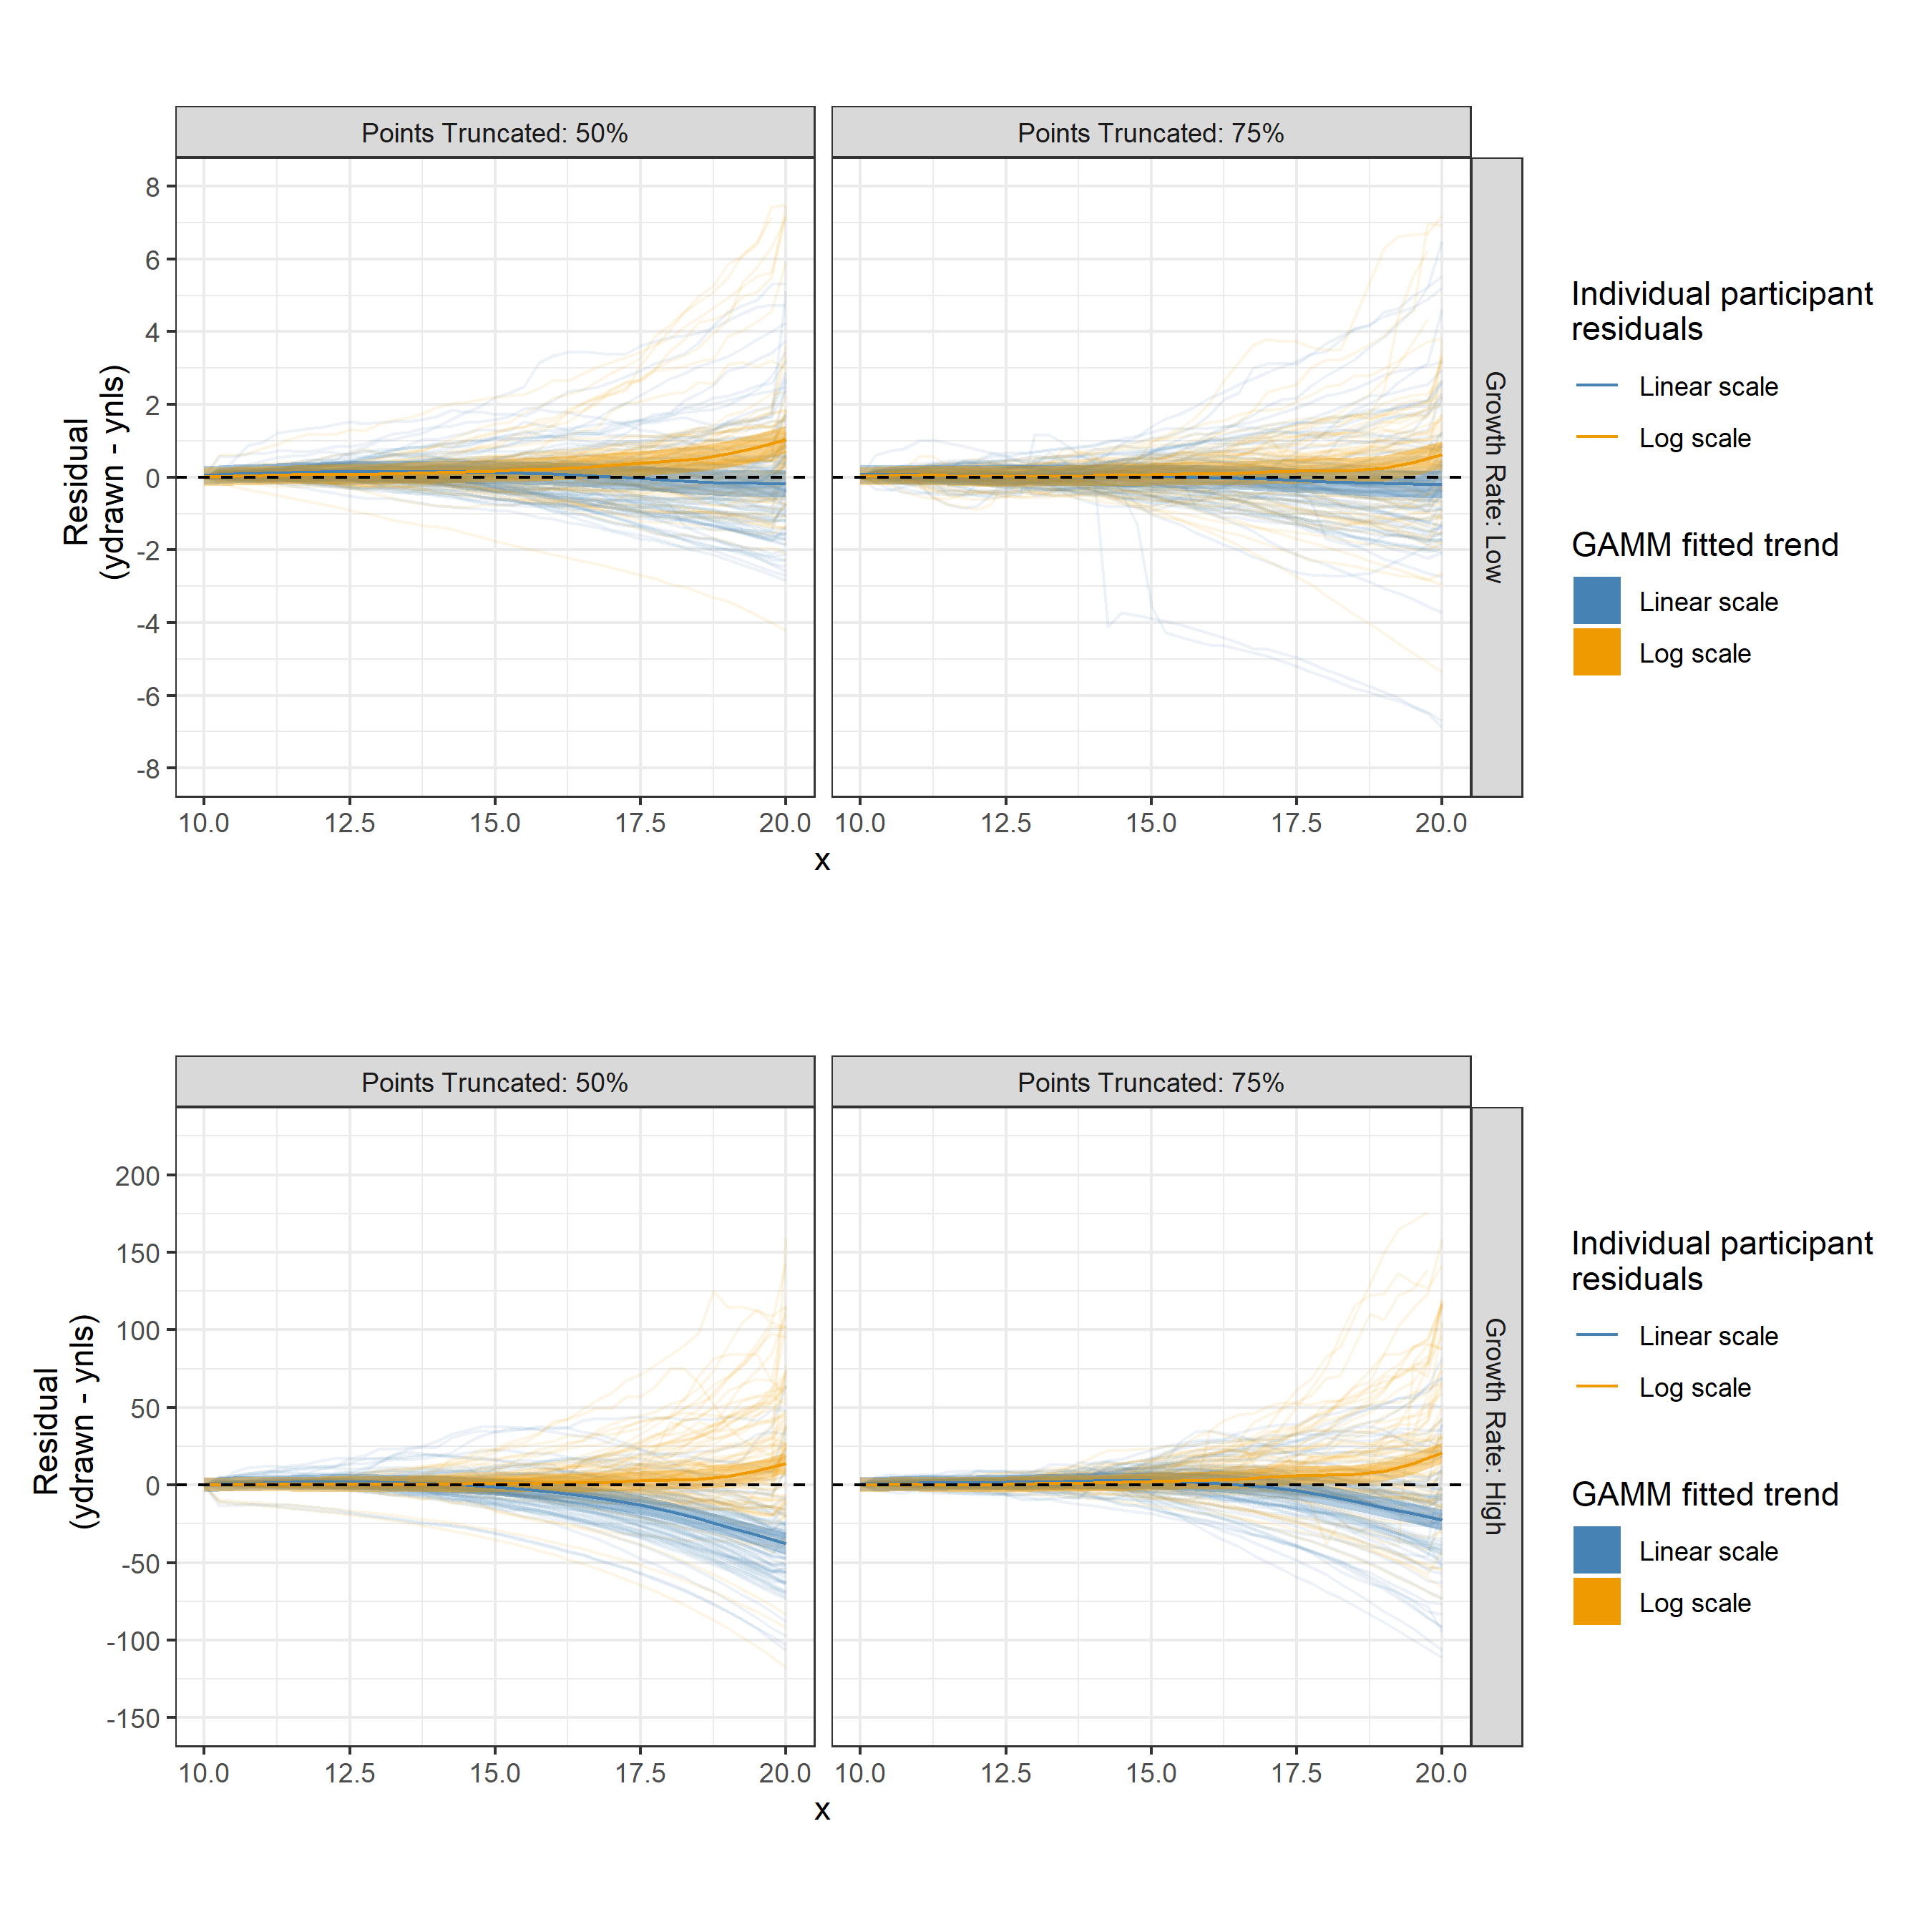 Points Truncated: 50%
Points Truncated: 75%
8
6
4
2
0
-2
-4
-6
-8
Residual
(ydrawn - ynls)
10.0
12.5
15.0
17.5
20.0
10.0
12.5
15.0
17.5
20.0
x
Growth Rate: Low
Individual participant
residuals
Linear scale
Log scale
GAMM fitted trend
Linear scale
Log scale
Points Truncated: 50%
Points Truncated: 75%
200
150
100
50
0
-50
-100
-150
Residual
(ydrawn - ynls)
10.0
12.5
15.0
17.5
20.0
10.0
12.5
15.0
17.5
20.0
x
Growth Rate: High
Individual participant
residuals
Linear scale
Log scale
GAMM fitted trend
Linear scale
Log scale